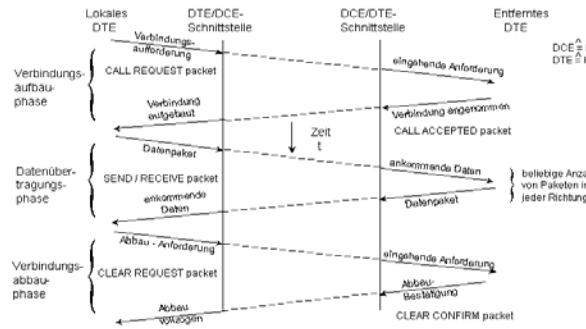 Lokales
DTE
DTE/DCE-
Schnittstelle
DCE/DTE-
Schnittstelle
Entferntes
DTE
DCE ≙
DTE ≙
Verbindungs-
aufbau-
phase
Verbindungs-
aufforderung
CALL REQUEST packet
eingehende Anforderung
Verbindung
aufgebaut
Verbindung angenommen
CALL ACCEPTED packet
Zeit
t
Datenüber-
tragungs-
phase
Datenpaket
SEND / RECEIVE packet
ankommende Daten
ankommende
Daten
Datenpaket
beliebige Anza
von Paketen in
jeder Richtung
Verbindungs-
abbau-
phase
Abbau - Anforderung
CLEAR REQUEST packet
eingehende Anforderung
Abbau
vollzogen
Abbau-
Bestätigung
CLEAR CONFIRM packet